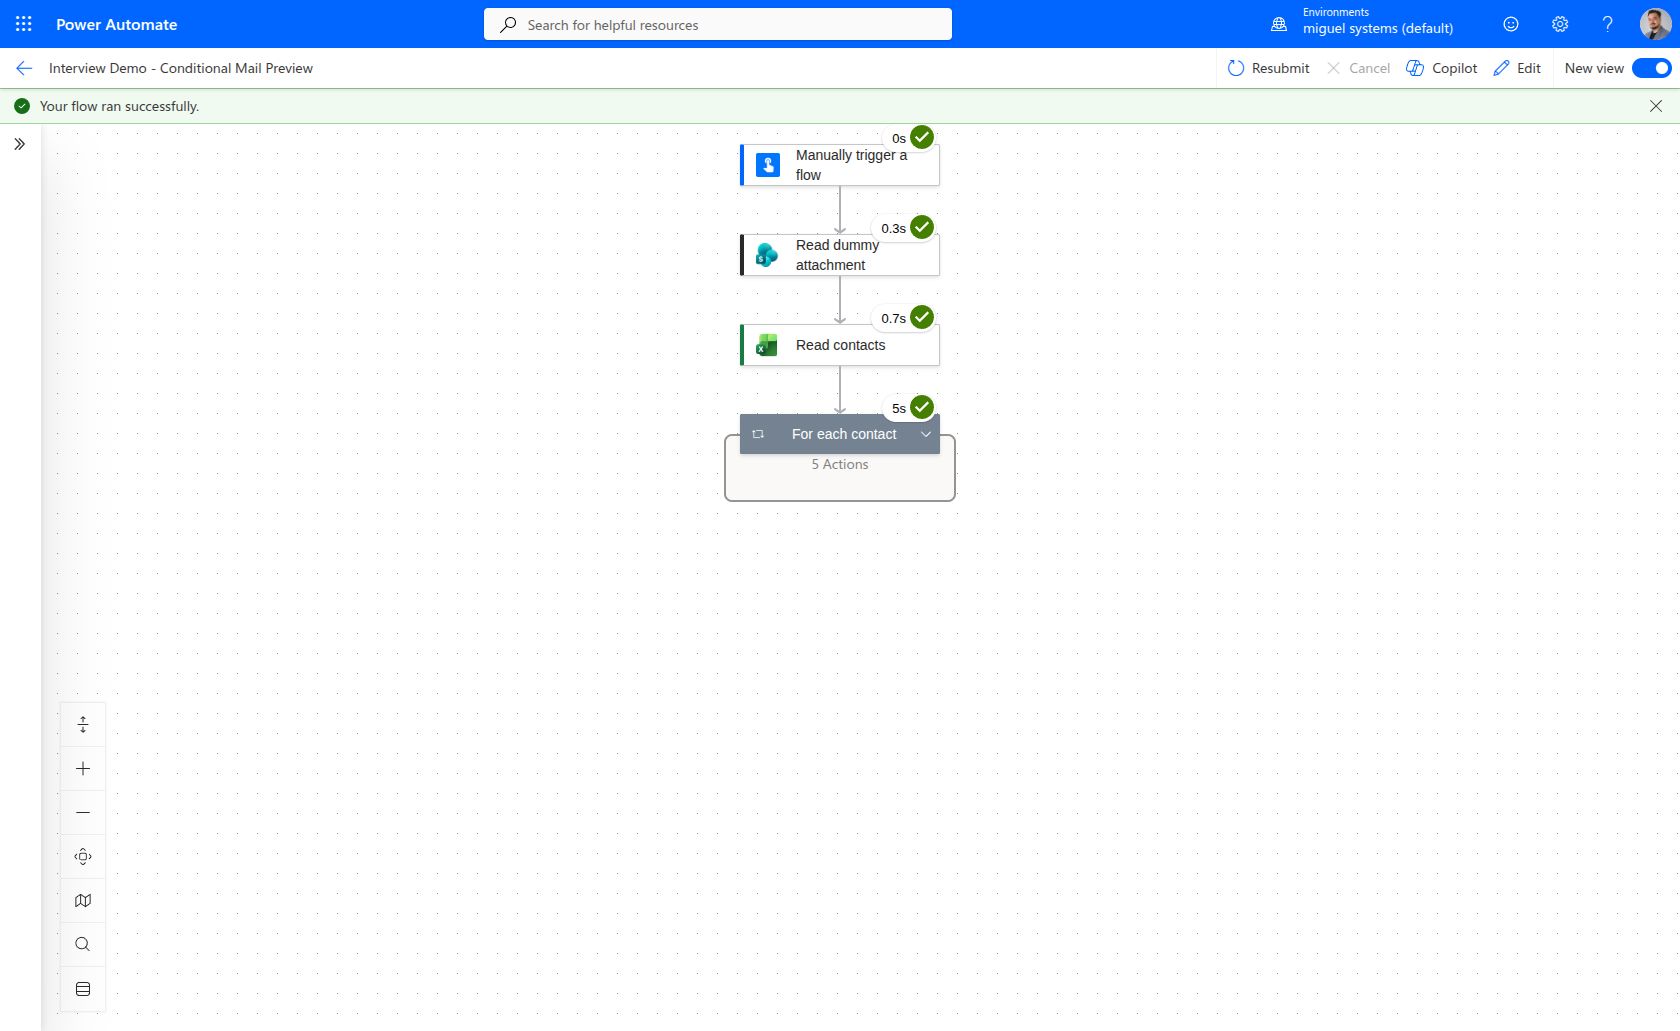 Power Automate
Search for helpful resources
Environments
miguel systems (default)
Interview Demo - Conditional Mail Preview
Resubmit
Cancel
Copilot
Edit
New view
Your flow ran successfully.
0s
Manually trigger a
flow
0.3s
Read dummy
attachment
0.7s
Read contacts
5s
For each contact
5 Actions